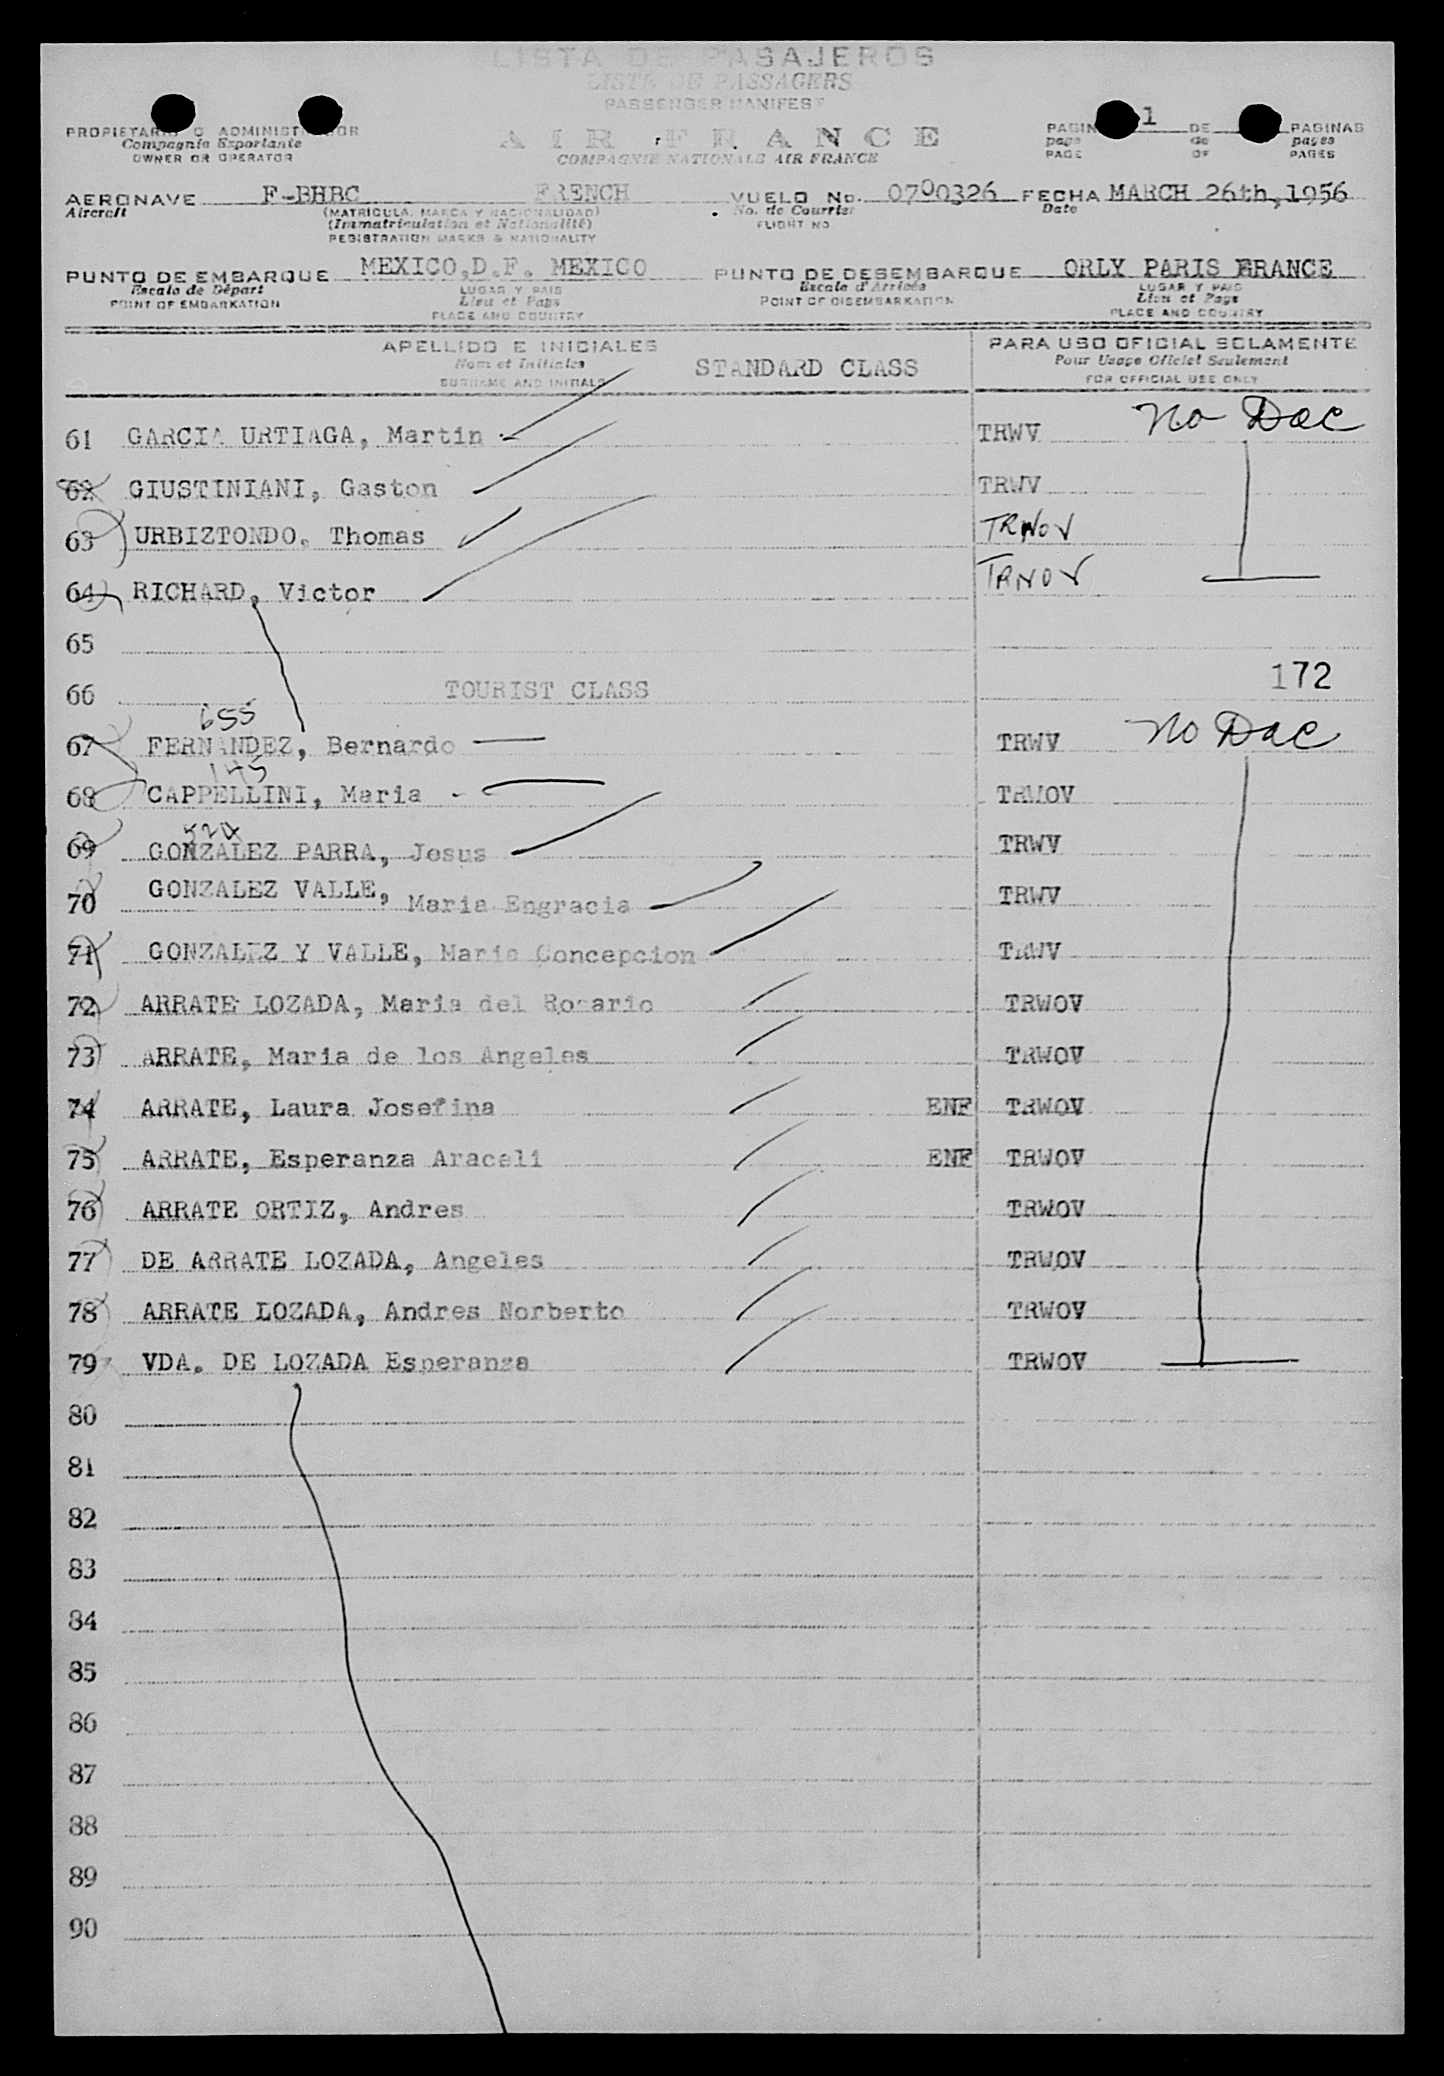 LISTA DE PASAJEROS
LISTE DE PASSAGERS
PASSENGER MANIFEST
PROPIETARIO O ADMINISTRADOR
Compagnie Exportante
OWNER OR OPERATOR
AIR FRANCE
COMPAGNIE NATIONALE AIR FRANCE
PAGINA 1 DE PAGINAS
page de pages
PAGE OF PAGES
AERONAVE F-BHBC FRENCH VUELO No. 0700326 FECHA MARCH 26th,1956
Aircraft (MATRICULA, MARCA Y NACIONALIDAD) No. de Courrier Date
(Immatriculation et Nationalité) FLIGHT NO
REGISTRATION MARKS & NATIONALITY
PUNTO DE EMBARQUE MEXICO,D.F. MEXICO PUNTO DE DESEMBARQUE ORLY PARIS FRANCE
Escale de Départ LUGAR Y PAIS Escale d'Arrivée LUGAR Y PAIS
POINT OF EMBARKATION Lieu et Pays POINT OF DISEMBARKATION Lieu et Pays
PLACE AND COUNTRY PLACE AND COUNTRY
APELLIDO E INICIALES PARA USO OFICIAL SOLAMENTE
Nom et Initiales STANDARD CLASS Pour Usage Officiel Seulement
SURNAME AND INITIALS FOR OFFICIAL USE ONLY
61 GARCIA URTIAGA, Martin TRWV No Doc
62 GIUSTINIANI, Gaston TRWV
63 URBIZTONDO, Thomas TRWOV
64 RICHARD, Victor TRWOV
65
172
66 TOURIST CLASS
655
67 FERNANDEZ, Bernardo TRWV No Doc
145
68 CAPPELLINI, Maria TRWOV
524
69 GONZALEZ PARRA, Jesus TRWV
70 GONZALEZ VALLE, Maria Engracia TRWV
71 GONZALEZ Y VALLE, Maria Concepcion TRWV
72 ARRATE LOZADA, Maria del Rosario TRWOV
73 ARRATE, Maria de los Angeles TRWOV
74 ARRATE, Laura Josefina ENF TRWOV
75 ARRATE, Esperanza Araceli ENF TRWOV
76 ARRATE ORTIZ, Andres TRWOV
77 DE ARRATE LOZADA, Angeles TRWOV
78 ARRATE LOZADA, Andres Norberto TRWOV
79 VDA. DE LOZADA Esperanza TRWOV
80
81
82
83
84
85
86
87
88
89
90